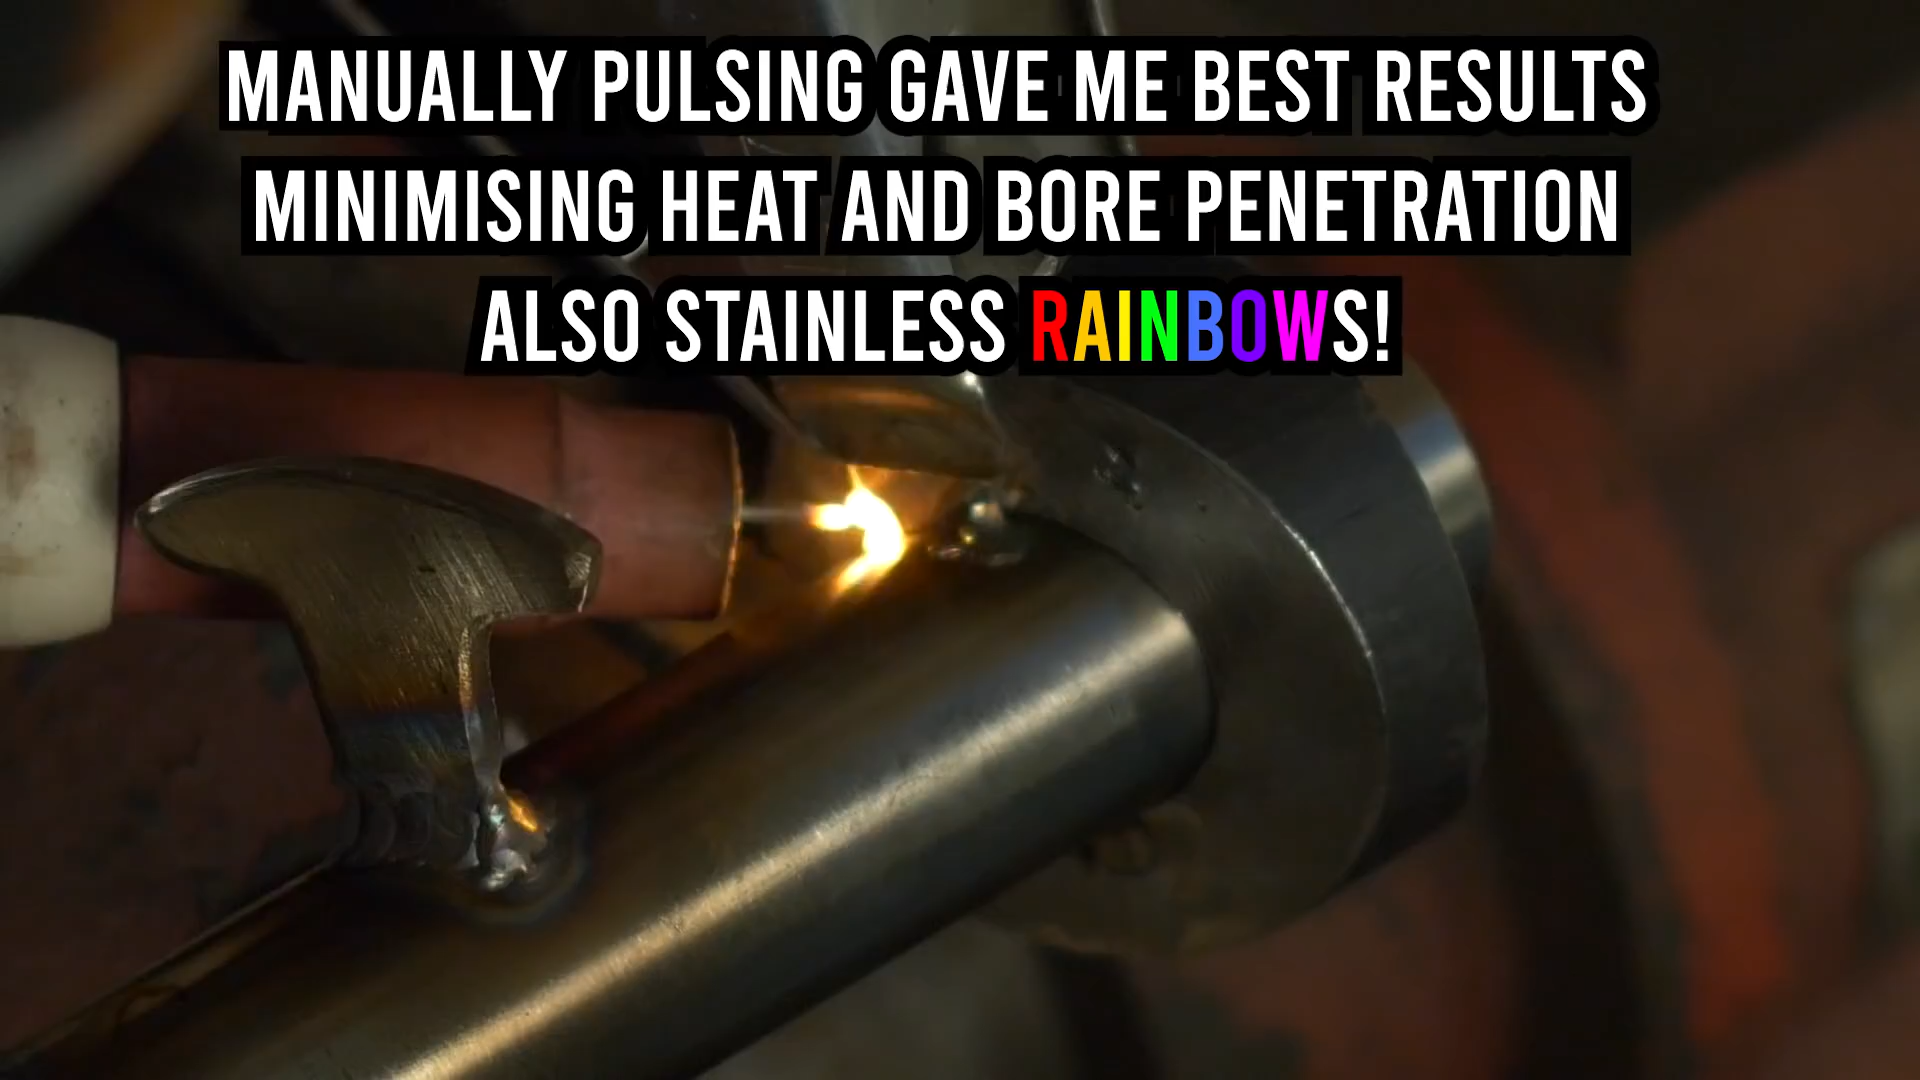 MANUALLY PULSING GAVE ME BEST RESULTS
MINIMISING HEAT AND BORE PENETRATION
ALSO STAINLESS RAINBOWS!